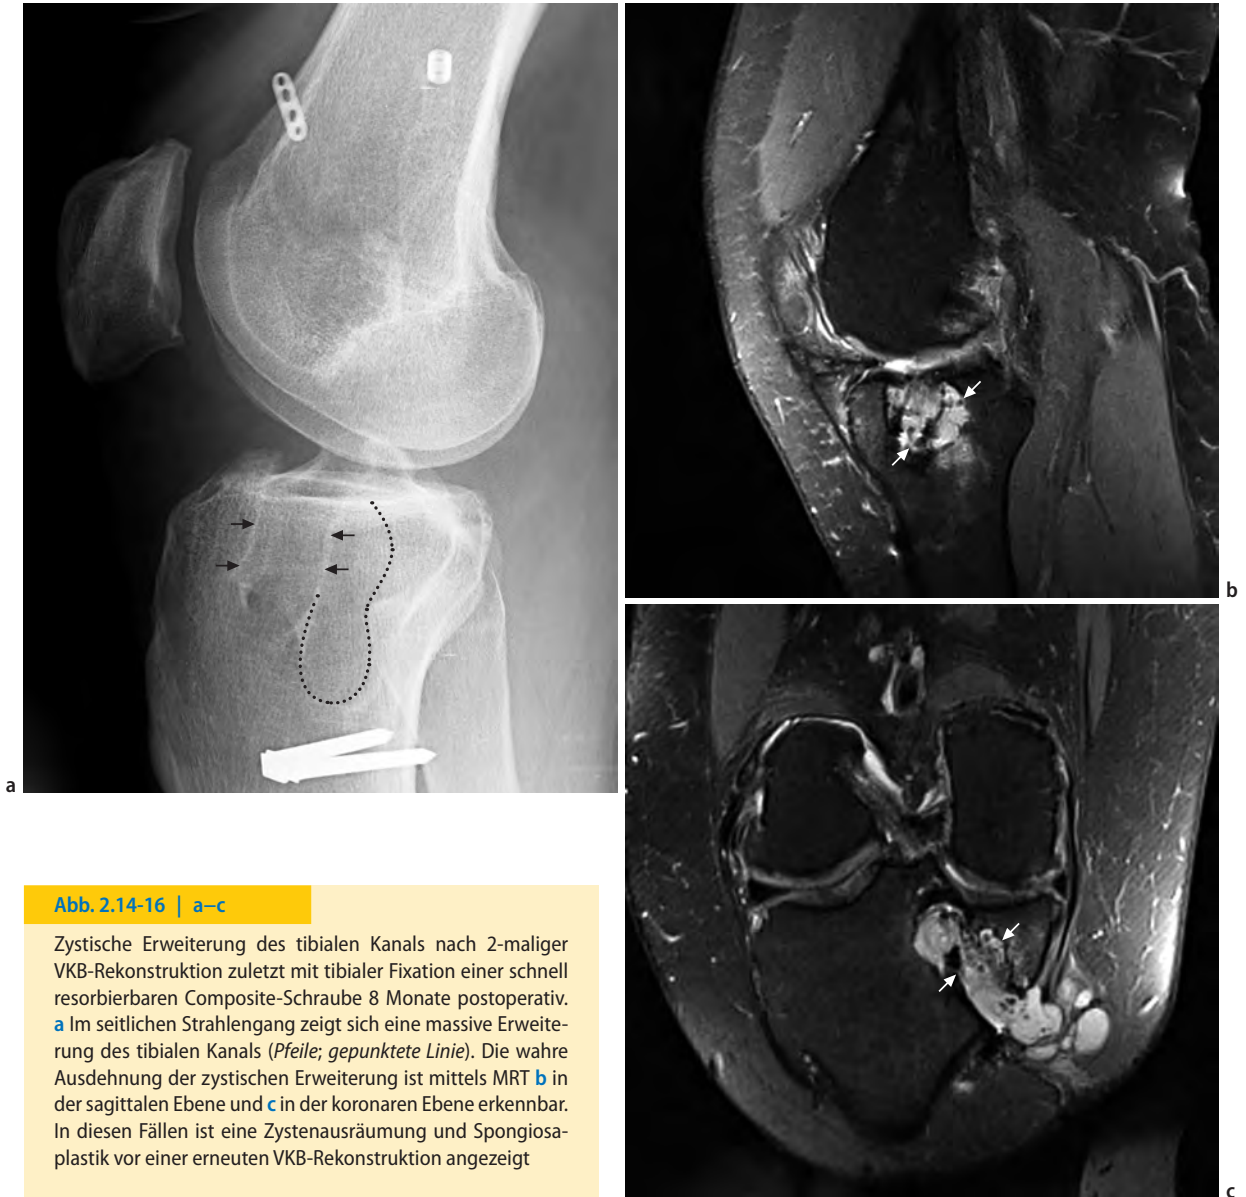 a
b
c
Abb. 2.14-16 | a–c
Zystische Erweiterung des tibialen Kanals nach 2-maliger
VKB-Rekonstruktion zuletzt mit tibialer Fixation einer schnell
resorbierbaren Composite-Schraube 8 Monate postoperativ.
a Im seitlichen Strahlengang zeigt sich eine massive Erweite-
rung des tibialen Kanals (Pfeile; gepunktete Linie). Die wahre
Ausdehnung der zystischen Erweiterung ist mittels MRT b in
der sagittalen Ebene und c in der koronaren Ebene erkennbar.
In diesen Fällen ist eine Zystenausräumung und Spongiosa-
plastik vor einer erneuten VKB-Rekonstruktion angezeigt